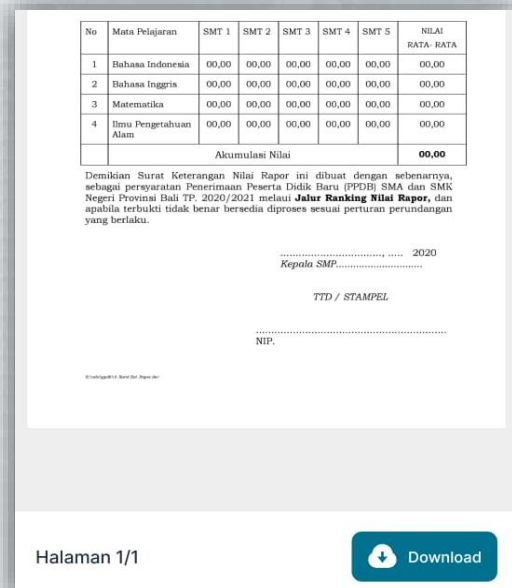 No Mata Pelajaran SMT 1 SMT 2 SMT 3 SMT 4 SMT 5 NILAI
RATA- RATA
1 Bahasa Indonesia 00,00 00,00 00,00 00,00 00,00 00,00
2 Bahasa Inggris 00,00 00,00 00,00 00,00 00,00 00,00
3 Matematika 00,00 00,00 00,00 00,00 00,00 00,00
4 Ilmu Pengetahuan 00,00 00,00 00,00 00,00 00,00 00,00
Alam
Akumulasi Nilai 00,00
Demikian Surat Keterangan Nilai Rapor ini dibuat dengan sebenarnya,
sebagai persyaratan Penerimaan Peserta Didik Baru (PPDB) SMA dan SMK
Negeri Provinsi Bali TP. 2020/2021 melaui Jalur Ranking Nilai Rapor, dan
apabila terbukti tidak benar bersedia diproses sesuai perturan perundangan
yang berlaku.
................................., ..... 2020
Kepala SMP.............................
TTD / STAMPEL
................................................................
NIP.
Halaman 1/1
Download